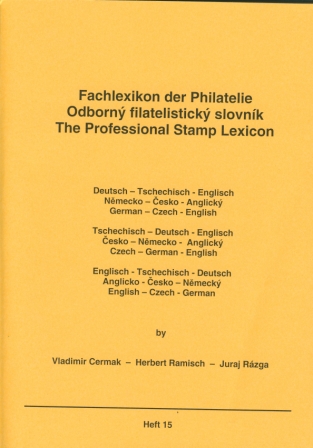 Fachlexikon der Philatelie
Odborný filatelistický slovník
The Professional Stamp Lexicon
Deutsch – Tschechisch - Englisch
Německo – Česko - Anglický
German – Czech - English
Tschechisch – Deutsch - Englisch
Česko – Německo - Anglický
Czech – German - English
Englisch - Tschechisch - Deutsch
Anglicko - Česko – Německý
English – Czech - German
by
Vladimir Cermak – Herbert Ramisch – Juraj Rázga
Heft 15